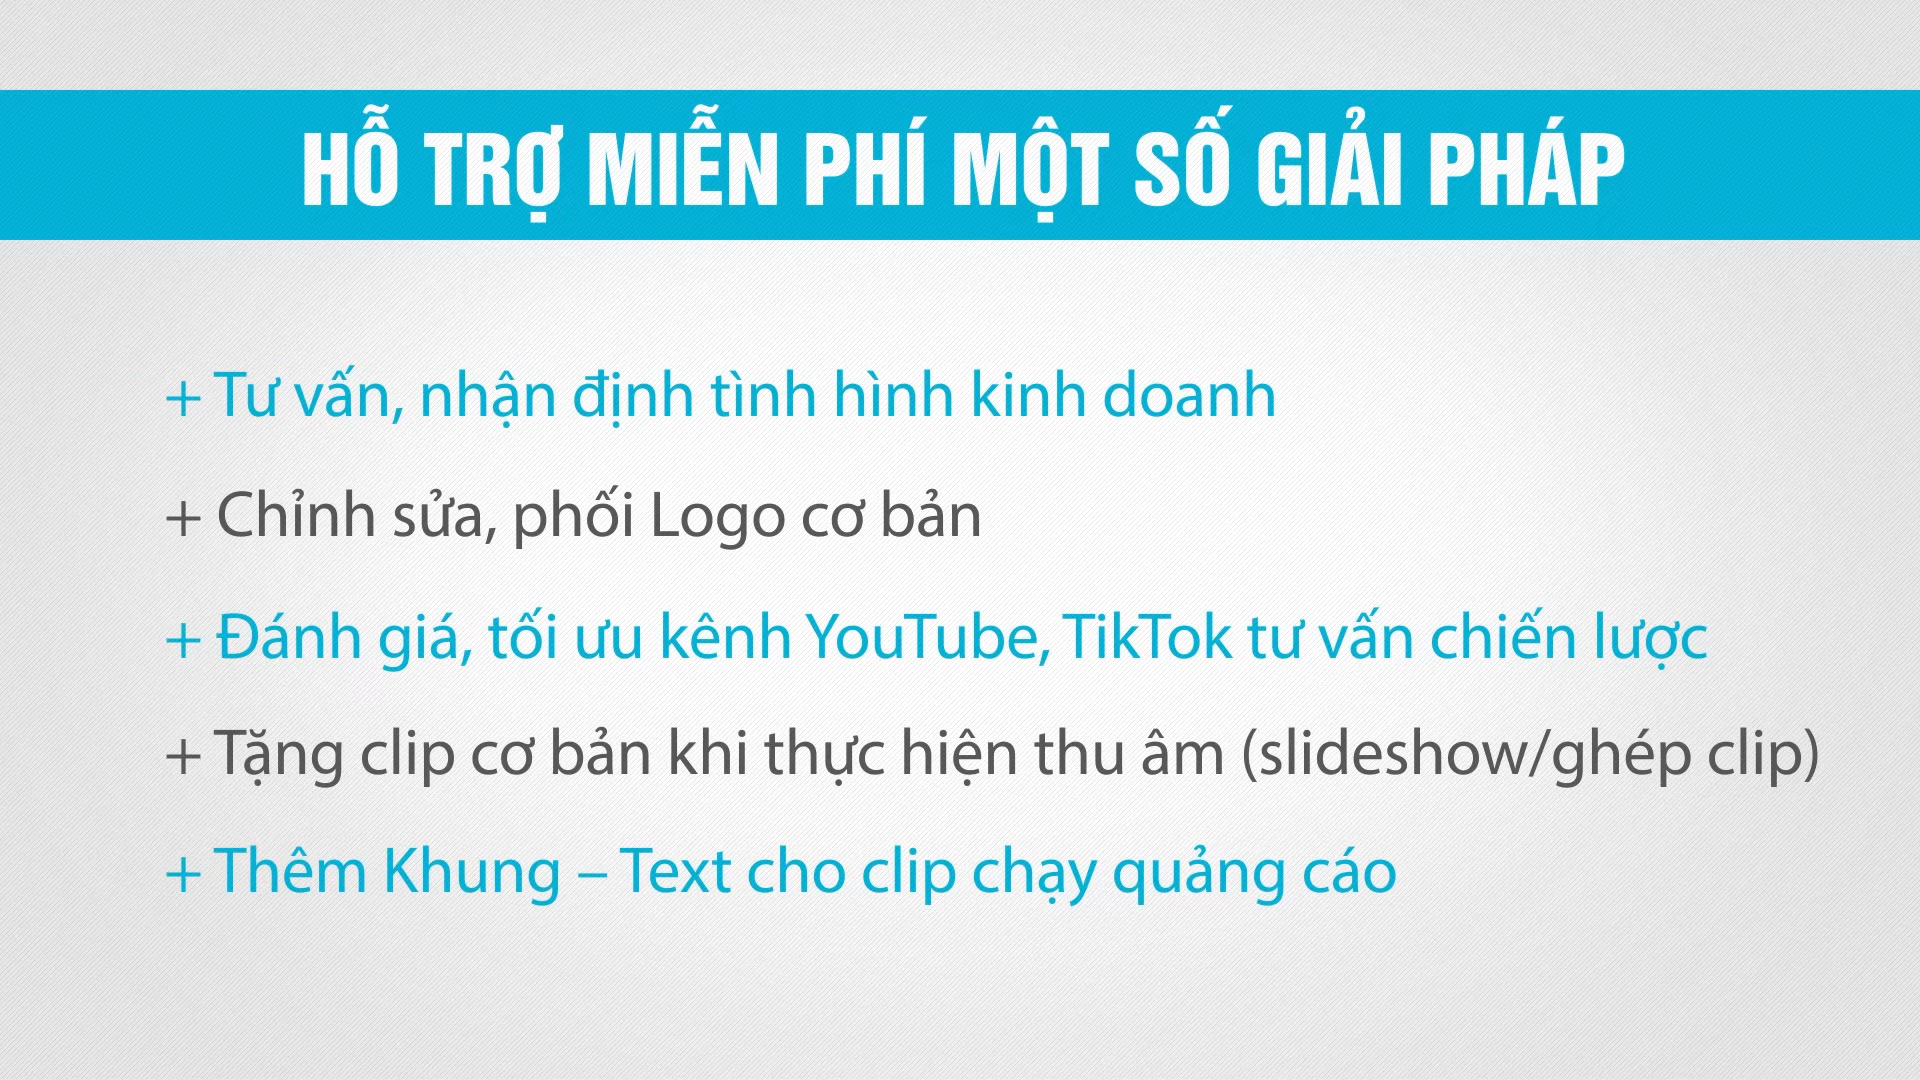 HỖ TRỢ MIỄN PHÍ MỘT SỐ GIẢI PHÁP
+ Tư vấn, nhận định tình hình kinh doanh
+ Chỉnh sửa, phối Logo cơ bản
+ Đánh giá, tối ưu kênh YouTube, TikTok tư vấn chiến lược
+ Tặng clip cơ bản khi thực hiện thu âm (slideshow/ghép clip)
+ Thêm Khung – Text cho clip chạy quảng cáo